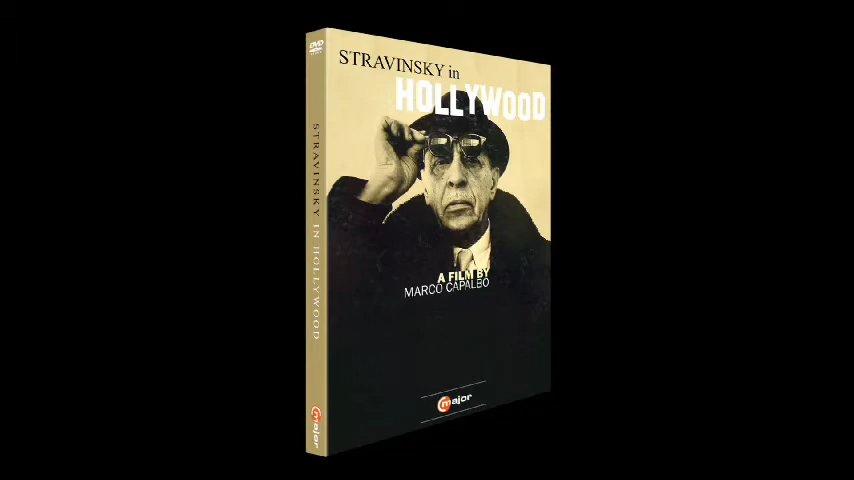 DVD
STRAVINSKY IN HOLLYWOOD
major
STRAVINSKY in
HOLLYWOOD
A FILM BY
MARCO CAPALBO
major